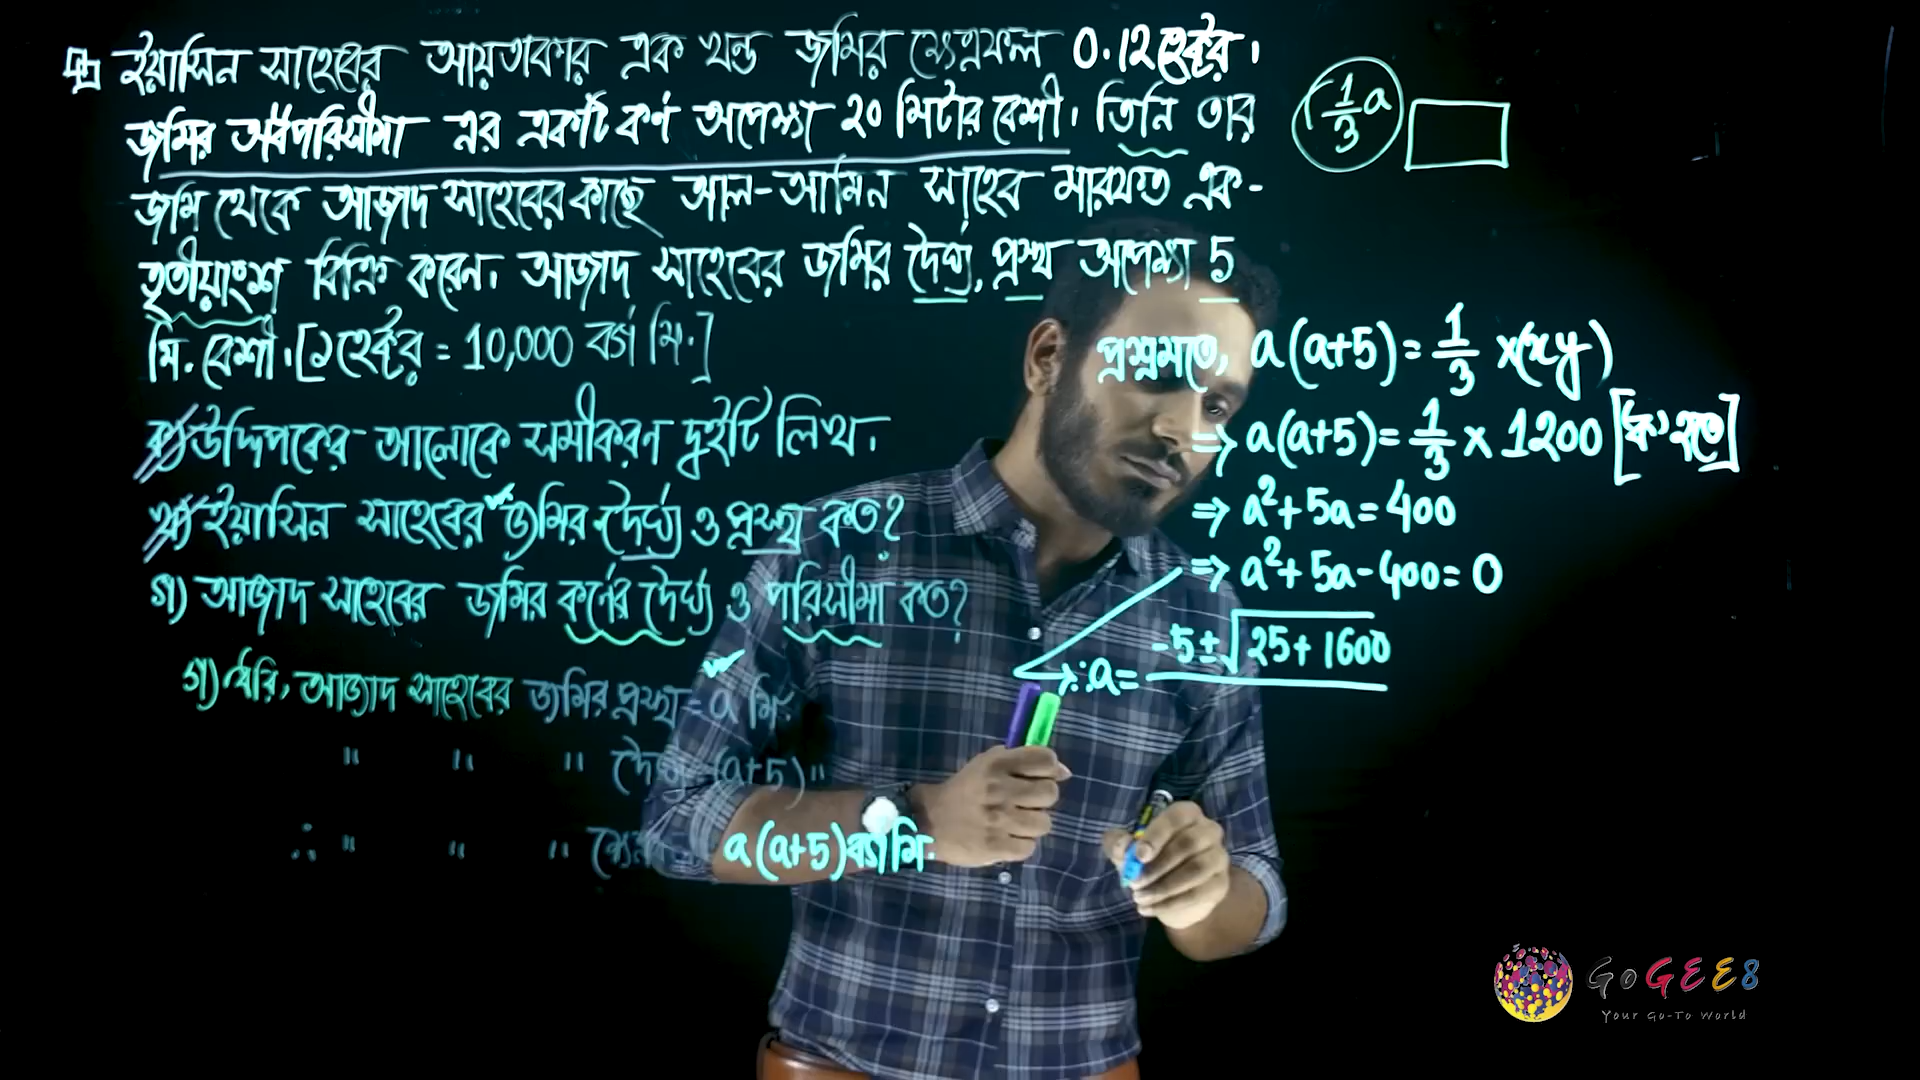 ইয়াসিন সাহেবের আয়তাকার এক খন্ড জমির ক্ষেত্রফল 0.12 হেক্টর।
জমির অর্ধপরিসীমা এর একটি কর্ণ অপেক্ষা ২০ মিটার বেশী। তিনি তার
জমি থেকে আজাদ সাহেবের কাছে আল-আমিন সাহেব মারফত এক-
তৃতীয়াংশ বিক্রি করেন। আজাদ সাহেবের জমির দৈর্ঘ্য, প্রস্থ অপেক্ষা 5
মি. বেশী। [১ হেক্টর = 10,000 বর্গ মি.]
ক) উদ্দিপকের আলোকে সমীকরণ দুইটি লিখ।
খ) ইয়াসিন সাহেবের জমির দৈর্ঘ্য ও প্রস্থ কত?
গ) আজাদ সাহেবের জমির কর্ণের দৈর্ঘ্য ও পরিসীমা কত?
গ) ধরি, আজাদ সাহেবের জমির প্রস্থ = a মি.
" " " দৈর্ঘ্য = (a+5) "
∴ " " " a(a+5) বর্গ মি.
1/3 a
প্রশ্নমতে, a(a+5) = 1/3 ×(xy)
⇒ a(a+5) = 1/3 × 1200 [ক) হতে]
⇒ a²+5a = 400
⇒ a²+5a-400 = 0
∴ a = -5±√25+1600
GoGEE8
Your Go-To World